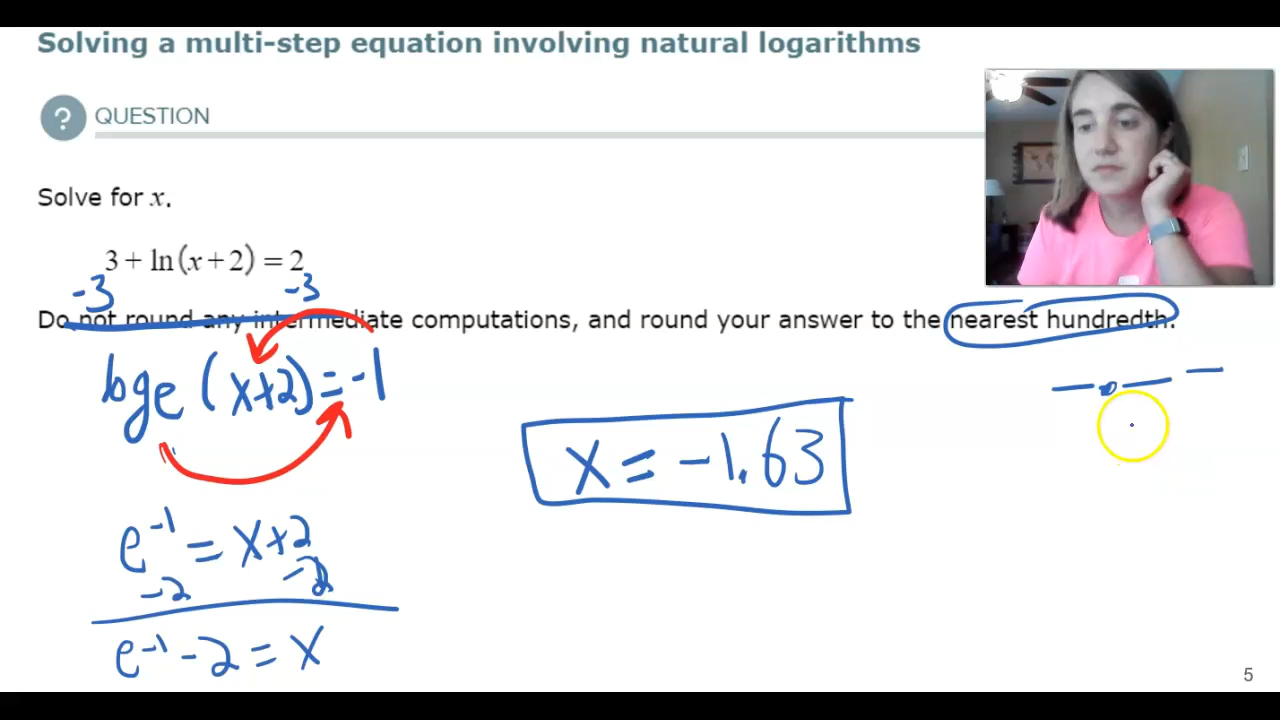 Solving a multi-step equation involving natural logarithms
?
QUESTION
Solve for x.
3 + ln(x + 2) = 2
-3 -3
Do not round any intermediate computations, and round your answer to the nearest hundredth.
loge (x+2) = -1
x = -1.63
e⁻¹ = x+2
-2 -2
e⁻¹ - 2 = x
5